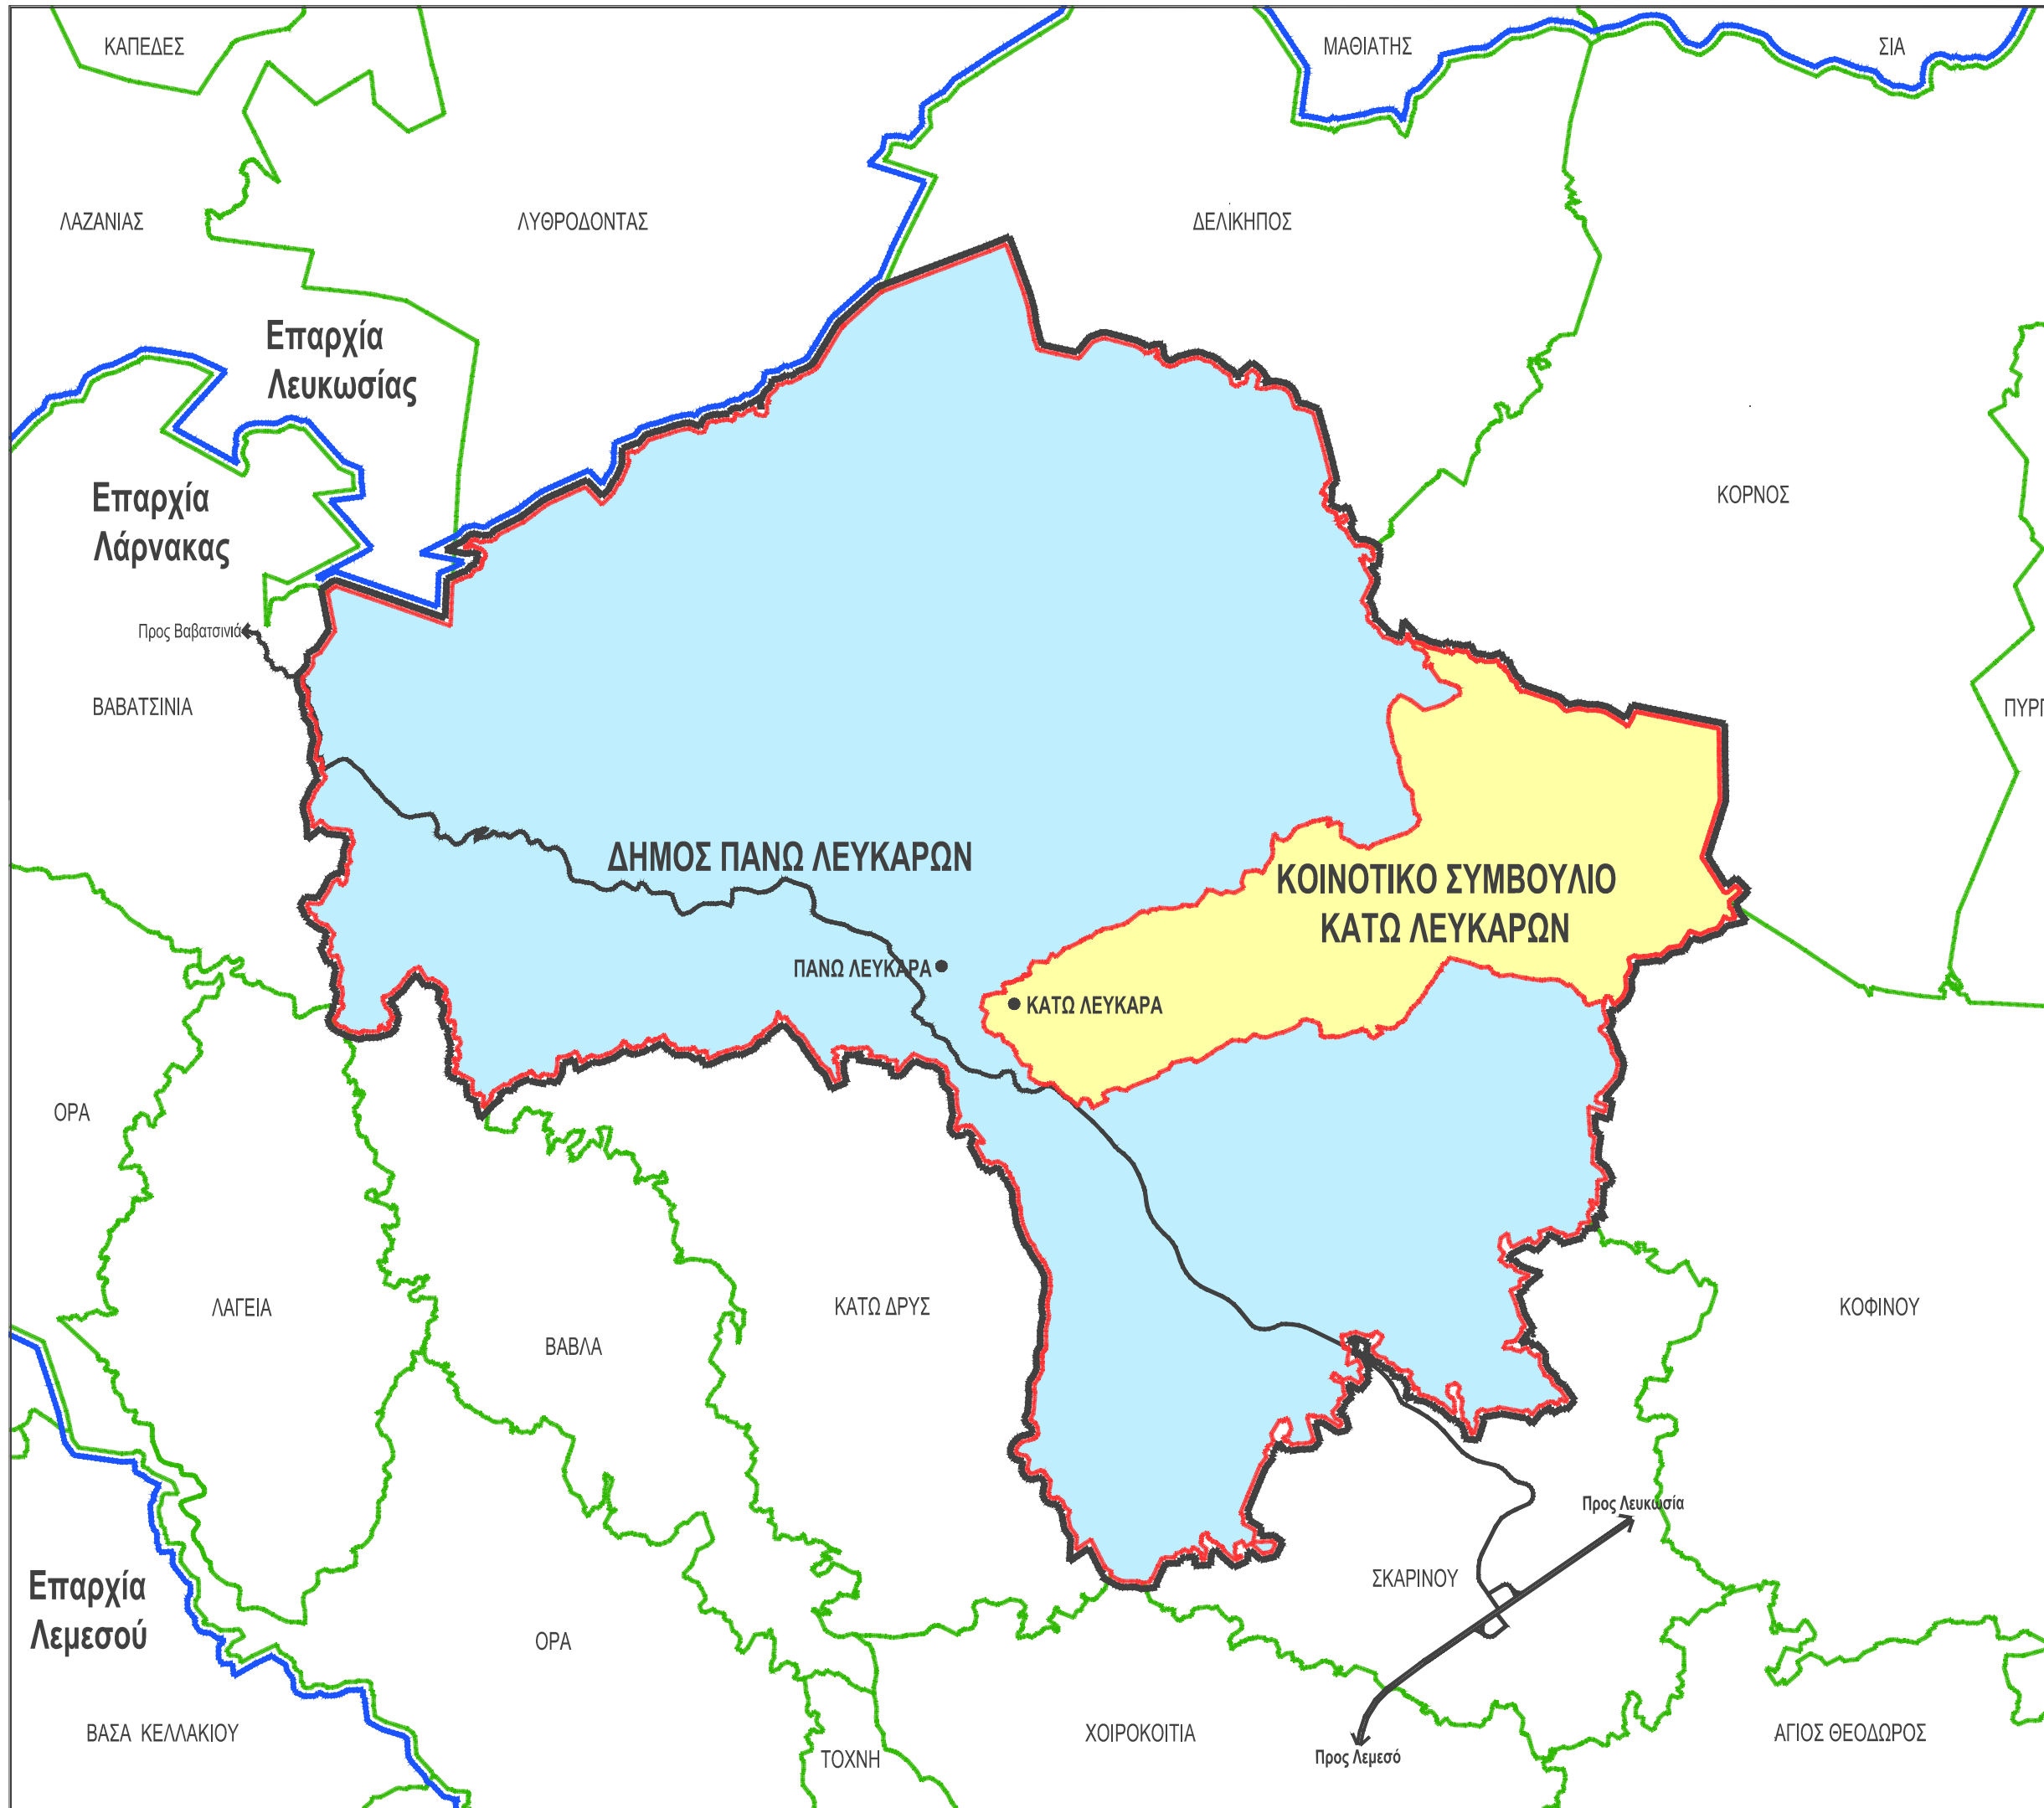 ΚΑΠΕΔΕΣ
ΜΑΘΙΑΤΗΣ
ΣΙΑ
ΛΑΖΑΝΙΑΣ
ΛΥΘΡΟΔΟΝΤΑΣ
ΔΕΛΙΚΗΠΟΣ
Επαρχία
Λευκωσίας
Επαρχία
Λάρνακας
ΚΟΡΝΟΣ
Προς Βαβατσινιά
ΒΑΒΑΤΣΙΝΙΑ
ΠΥΡΓ
ΔΗΜΟΣ ΠΑΝΩ ΛΕΥΚΑΡΩΝ
ΚΟΙΝΟΤΙΚΟ ΣΥΜΒΟΥΛΙΟ
ΚΑΤΩ ΛΕΥΚΑΡΩΝ
ΠΑΝΩ ΛΕΥΚΑΡΑ
ΚΑΤΩ ΛΕΥΚΑΡΑ
ΟΡΑ
ΛΑΓΕΙΑ
ΚΑΤΩ ΔΡΥΣ
ΚΟΦΙΝΟΥ
ΒΑΒΛΑ
Προς Λευκωσία
Επαρχία
Λεμεσού
ΣΚΑΡΙΝΟΥ
ΟΡΑ
ΒΑΣΑ ΚΕΛΛΑΚΙΟΥ
ΤΟΧΝΗ
ΧΟΙΡΟΚΟΙΤΙΑ
Προς Λεμεσό
ΑΓΙΟΣ ΘΕΟΔΩΡΟΣ